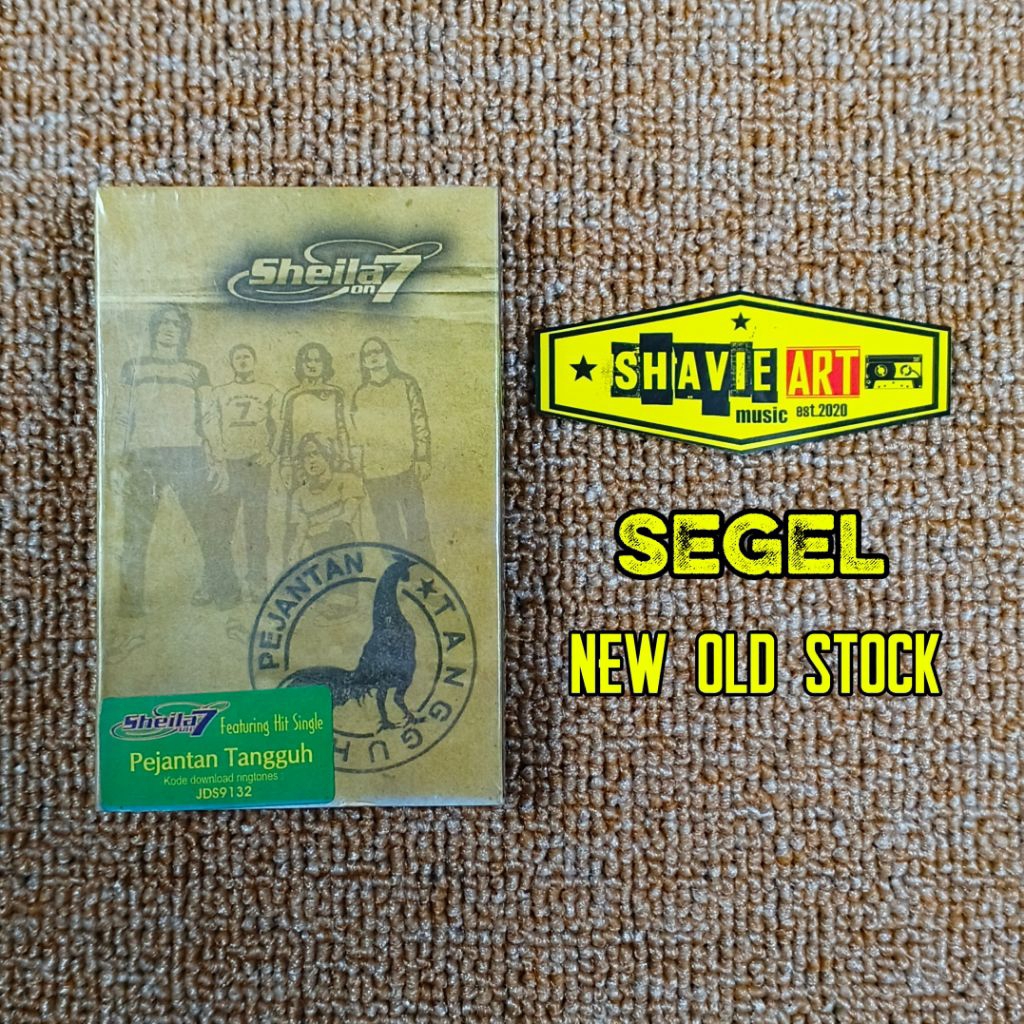 Sheila on 7
PEJANTAN TANGGUH
Sheila on 7 Featuring Hit Single
Pejantan Tangguh
Kode download ringtones :
JDS9132
SHAVIE ART
music est.2020
SEGEL
NEW OLD STOCK
7